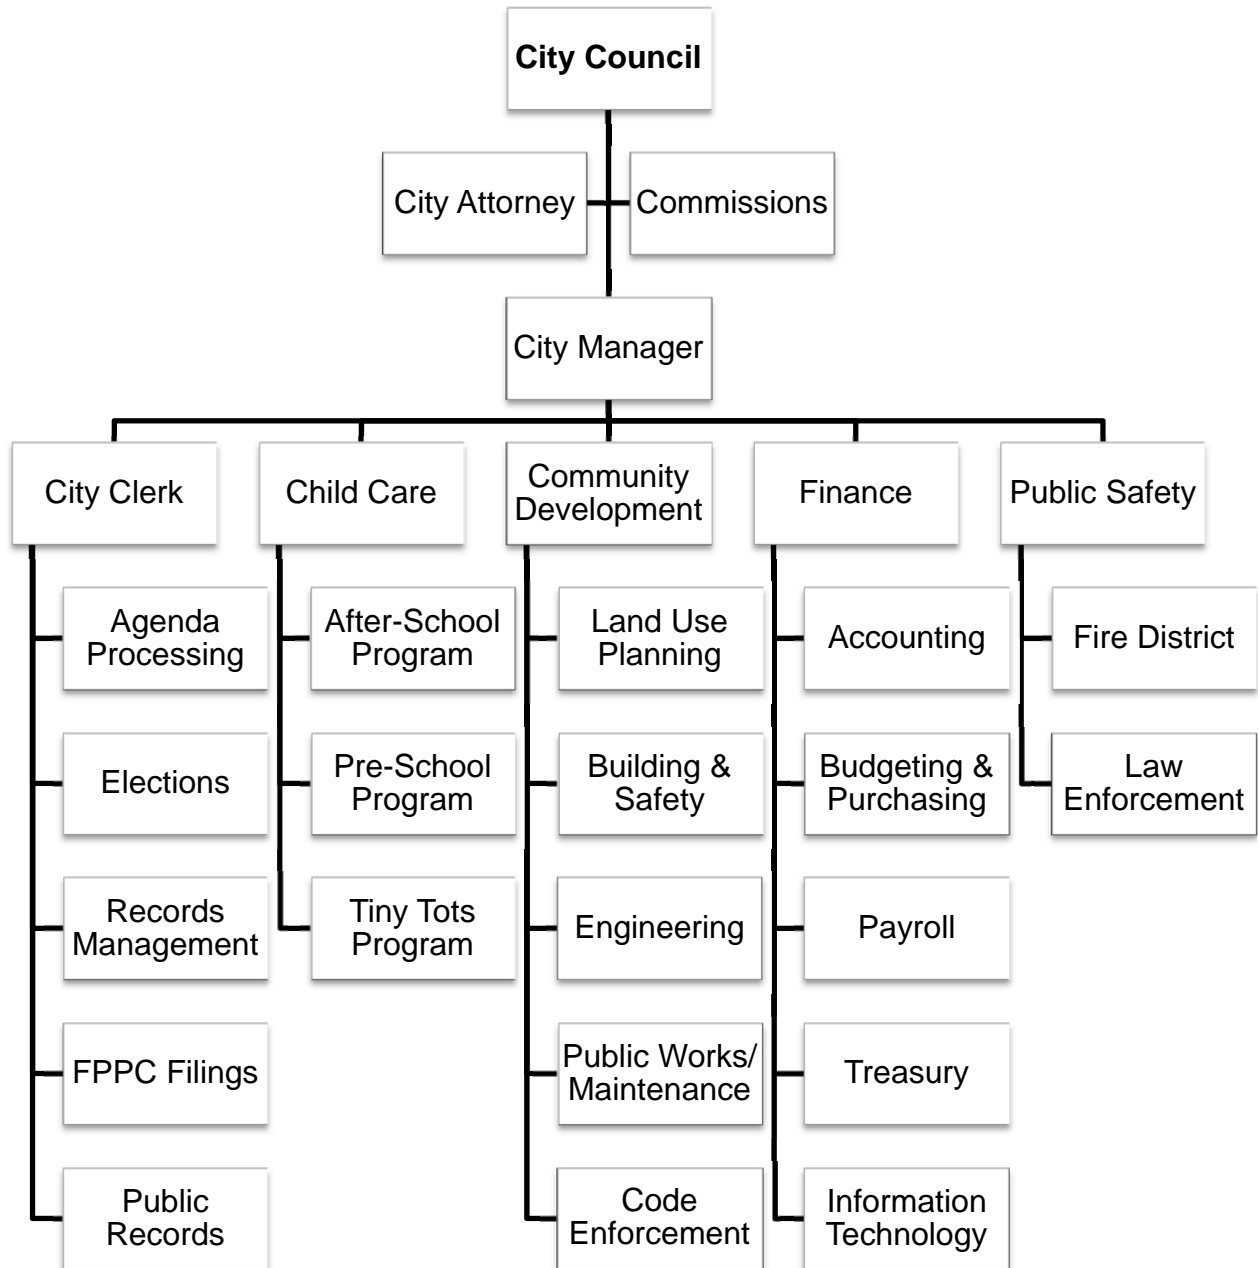 City Council
City Attorney
Commissions
City Manager
City Clerk
Child Care
Community
Development
Finance
Public Safety
Agenda
Processing
After-School
Program
Land Use
Planning
Accounting
Fire District
Elections
Pre-School
Program
Building &
Safety
Budgeting &
Purchasing
Law
Enforcement
Records
Management
Tiny Tots
Program
Engineering
Payroll
FPPC Filings
Public Works/
Maintenance
Treasury
Public
Records
Code
Enforcement
Information
Technology